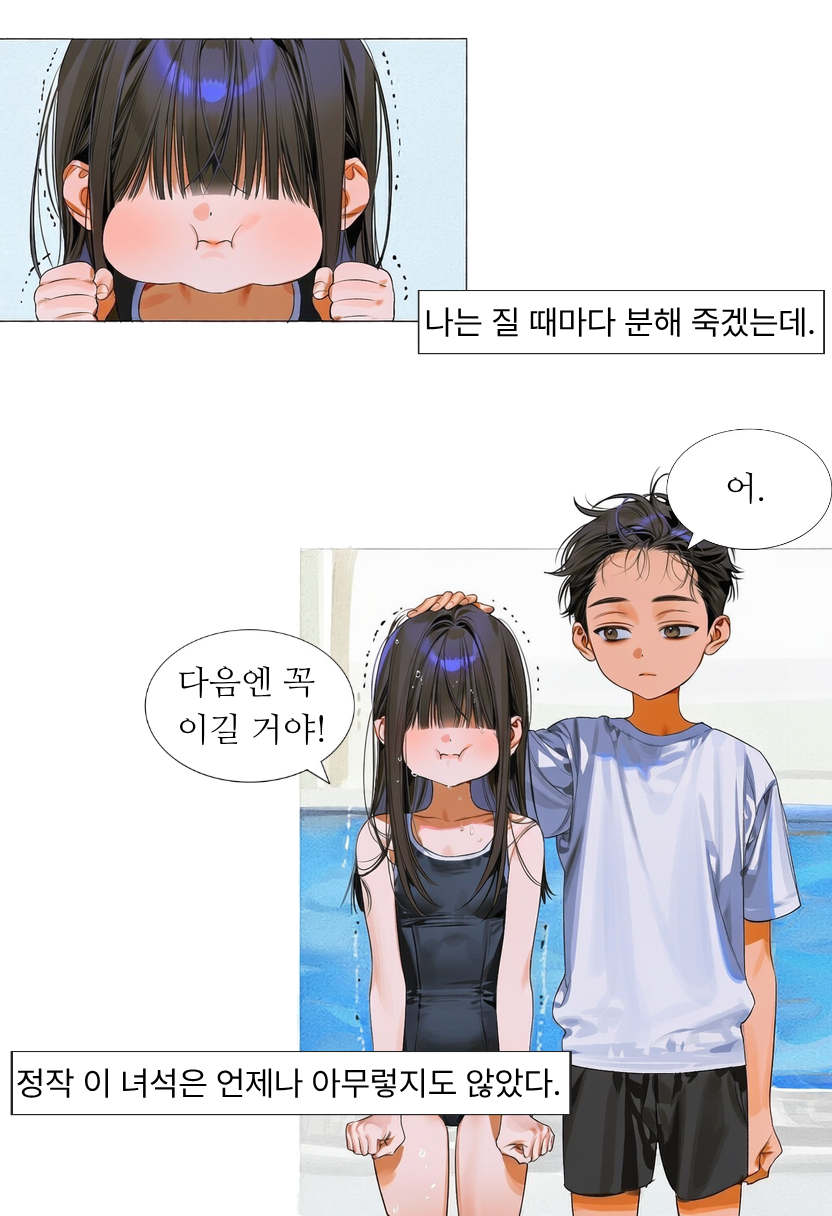 나는 질 때마다 분해 죽겠는데.
어.
다음엔 꼭
이길 거야!
정작 이 녀석은 언제나 아무렇지도 않았다.